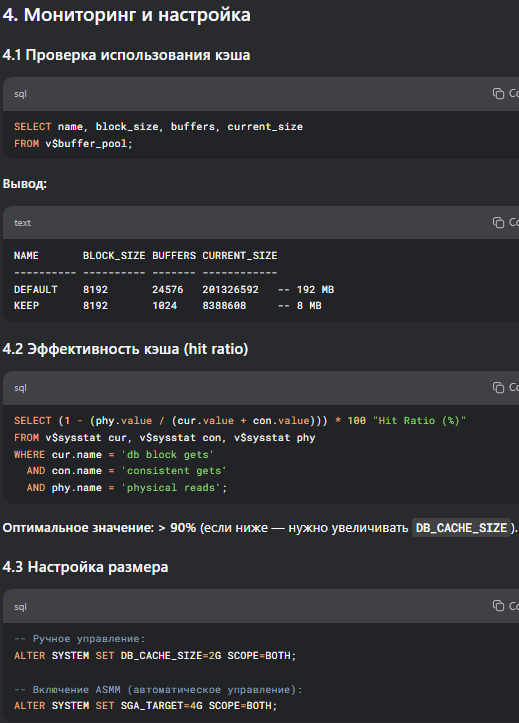 4. Мониторинг и настройка
4.1 Проверка использования кэша
sql
SELECT name, block_size, buffers, current_size
FROM v$buffer_pool;
Вывод:
text
NAME       BLOCK_SIZE BUFFERS CURRENT_SIZE
---------- ---------- ------- ------------
DEFAULT    8192       24576   201326592   -- 192 MB
KEEP       8192       1024    8388608     -- 8 MB
4.2 Эффективность кэша (hit ratio)
sql
SELECT (1 - (phy.value / (cur.value + con.value))) * 100 "Hit Ratio (%)"
FROM v$sysstat cur, v$sysstat con, v$sysstat phy
WHERE cur.name = 'db block gets'
  AND con.name = 'consistent gets'
  AND phy.name = 'physical reads';
Оптимальное значение: > 90% (если ниже — нужно увеличивать DB_CACHE_SIZE).
4.3 Настройка размера
sql
-- Ручное управление:
ALTER SYSTEM SET DB_CACHE_SIZE=2G SCOPE=BOTH;
-- Включение ASMM (автоматическое управление):
ALTER SYSTEM SET SGA_TARGET=4G SCOPE=BOTH;